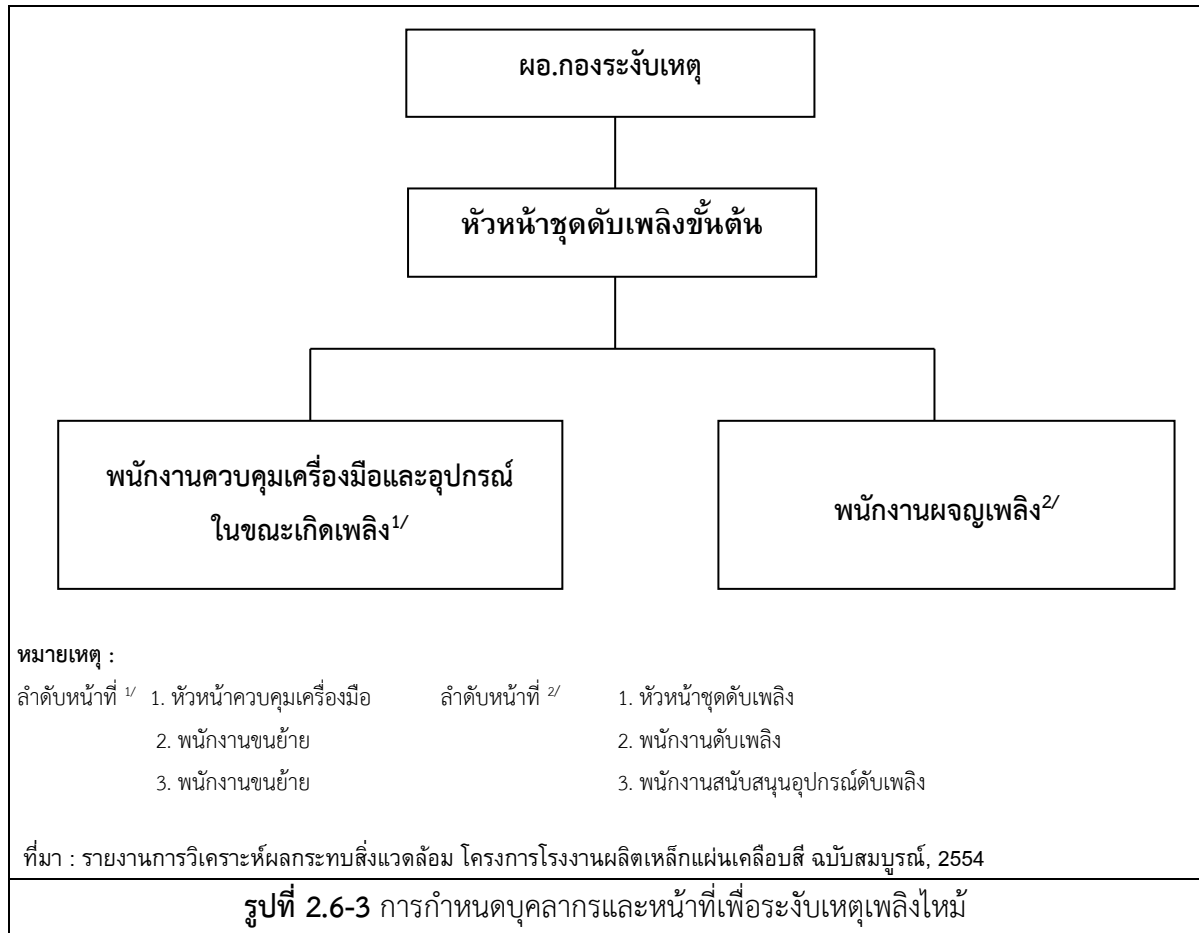 ผอ.กองระงับเหตุ
หัวหน้าชุดดับเพลิงขั้นต้น
พนักงานควบคุมเครื่องมือและอุปกรณ์
ในขณะเกิดเพลิง1/
พนักงานผจญเพลิง2/
หมายเหตุ :
ลำดับหน้าที่ 1/ 1. หัวหน้าควบคุมเครื่องมือ ลำดับหน้าที่ 2/ 1. หัวหน้าชุดดับเพลิง
2. พนักงานขนย้าย 2. พนักงานดับเพลิง
3. พนักงานขนย้าย 3. พนักงานสนับสนุนอุปกรณ์ดับเพลิง
ที่มา : รายงานการวิเคราะห์ผลกระทบสิ่งแวดล้อม โครงการโรงงานผลิตเหล็กแผ่นเคลือบสี ฉบับสมบูรณ์, 2554
รูปที่ 2.6-3 การกำหนดบุคลากรและหน้าที่เพื่อระงับเหตุเพลิงไหม้